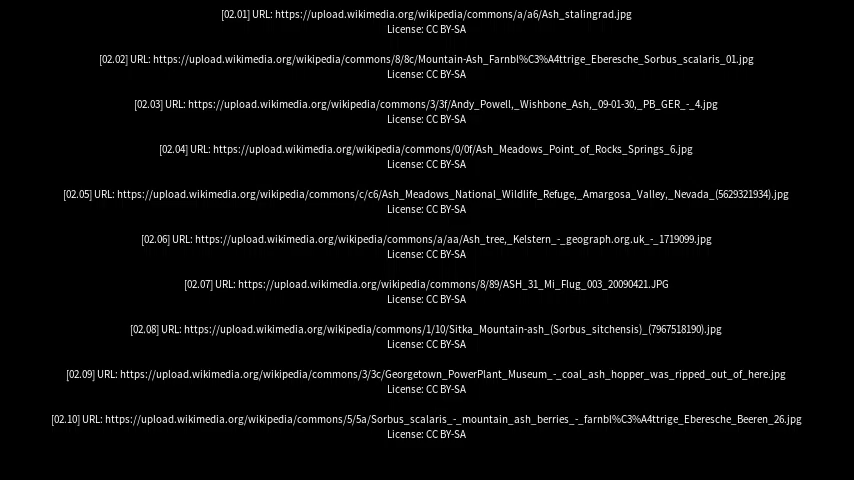 [02.01] URL: https://upload.wikimedia.org/wikipedia/commons/a/a6/Ash_stalingrad.jpg
License: CC BY-SA
[02.02] URL: https://upload.wikimedia.org/wikipedia/commons/8/8c/Mountain-Ash_Farnbl%C3%A4ttrige_Eberesche_Sorbus_scalaris_01.jpg
License: CC BY-SA
[02.03] URL: https://upload.wikimedia.org/wikipedia/commons/3/3f/Andy_Powell,_Wishbone_Ash,_09-01-30,_PB_GER_-_4.jpg
License: CC BY-SA
[02.04] URL: https://upload.wikimedia.org/wikipedia/commons/0/0f/Ash_Meadows_Point_of_Rocks_Springs_6.jpg
License: CC BY-SA
[02.05] URL: https://upload.wikimedia.org/wikipedia/commons/c/c6/Ash_Meadows_National_Wildlife_Refuge,_Amargosa_Valley,_Nevada_(5629321934).jpg
License: CC BY-SA
[02.06] URL: https://upload.wikimedia.org/wikipedia/commons/a/aa/Ash_tree,_Kelstern_-_geograph.org.uk_-_1719099.jpg
License: CC BY-SA
[02.07] URL: https://upload.wikimedia.org/wikipedia/commons/8/89/ASH_31_Mi_Flug_003_20090421.JPG
License: CC BY-SA
[02.08] URL: https://upload.wikimedia.org/wikipedia/commons/1/10/Sitka_Mountain-ash_(Sorbus_sitchensis)_(7967518190).jpg
License: CC BY-SA
[02.09] URL: https://upload.wikimedia.org/wikipedia/commons/3/3c/Georgetown_PowerPlant_Museum_-_coal_ash_hopper_was_ripped_out_of_here.jpg
License: CC BY-SA
[02.10] URL: https://upload.wikimedia.org/wikipedia/commons/5/5a/Sorbus_scalaris_-_mountain_ash_berries_-_farnbl%C3%A4ttrige_Eberesche_Beeren_26.jpg
License: CC BY-SA